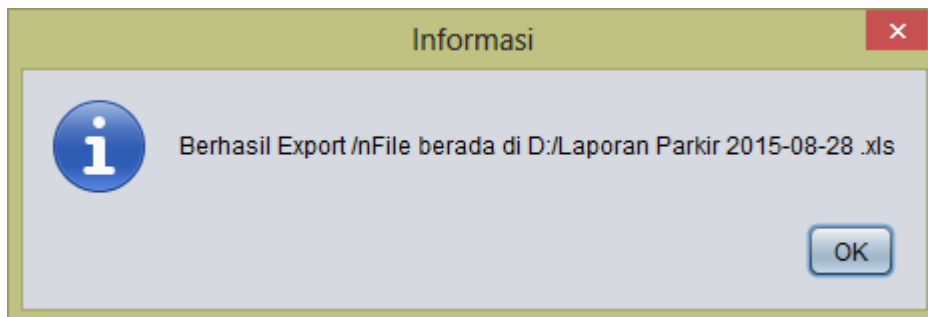 Informasi
Berhasil Export /nFile berada di D:/Laporan Parkir 2015-08-28 .xls
OK